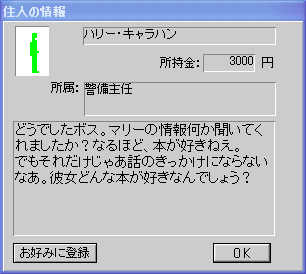 住人の情報
ハリー・キャラハン
所持金: 3000 円
所属: 警備主任
どうでしたボス。マリーの情報何か聞いてく
れましたか？なるほど、本が好きねえ。
でもそれだけじゃあ話のきっかけにならない
なあ。彼女どんな本が好きなんでしょう？
お好みに登録
ＯＫ